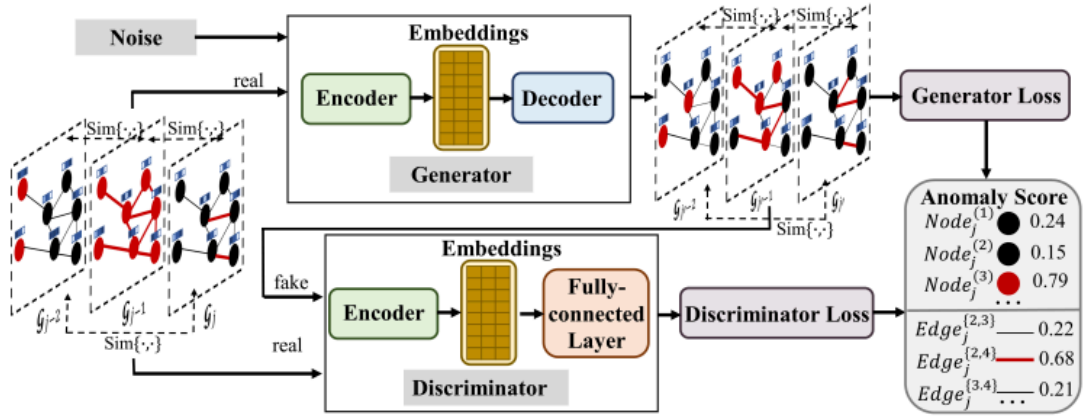 Noise
real
Embeddings
Encoder
Decoder
Generator
Sim{·,·}
Sim{·,·}
Generator Loss
Sim{·,·}
Sim{·,·}
𝒢j-2
𝒢j-1
𝒢j
Sim{·,·}
𝒢j'-2
𝒢j'-1
𝒢j'
Sim{·,·}
fake
real
Embeddings
Encoder
Fully-
connected
Layer
Discriminator
Discriminator Loss
Anomaly Score
Node_j^(1) 0.24
Node_j^(2) 0.15
Node_j^(3) 0.79
...
Edge_j^{2,3} 0.22
Edge_j^{2,4} 0.68
Edge_j^{3.4} 0.21
...